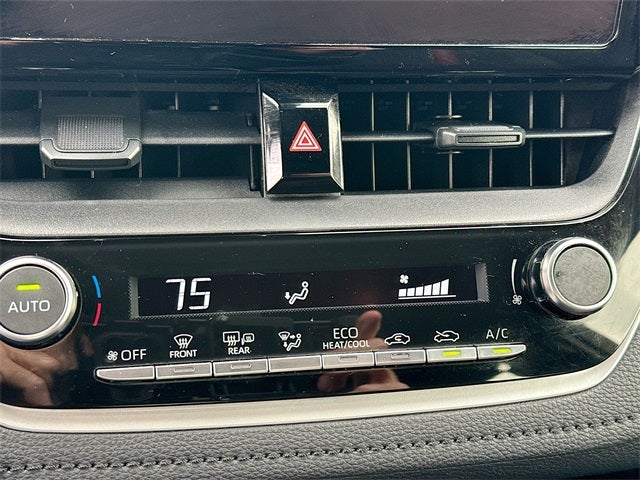 75
AUTO
OFF
FRONT
REAR
ECO
HEAT/COOL
A/C